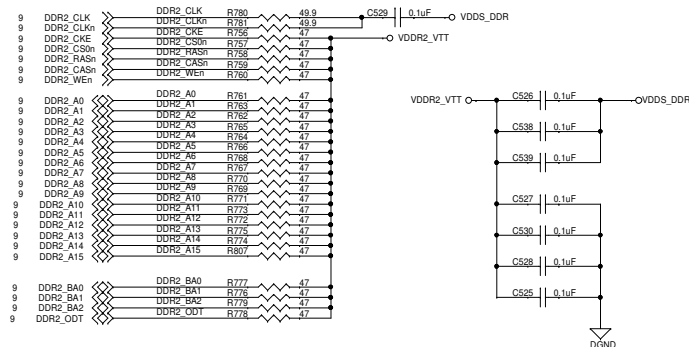 9 DDR2_CLK DDR2_CLK R780 49.9 C529 0.1uF VDDS_DDR
9 DDR2_CLKn DDR2_CLKn R781 49.9
9 DDR2_CKE DDR2_CKE R756 47 VDDR2_VTT
9 DDR2_CS0n DDR2_CS0n R757 47
9 DDR2_RASn DDR2_RASn R758 47
9 DDR2_CASn DDR2_CASn R759 47
9 DDR2_WEn DDR2_WEn R760 47
9 DDR2_A0 DDR2_A0 R761 47
9 DDR2_A1 DDR2_A1 R763 47
9 DDR2_A2 DDR2_A2 R762 47
9 DDR2_A3 DDR2_A3 R765 47
9 DDR2_A4 DDR2_A4 R764 47
9 DDR2_A5 DDR2_A5 R766 47
9 DDR2_A6 DDR2_A6 R768 47
9 DDR2_A7 DDR2_A7 R767 47
9 DDR2_A8 DDR2_A8 R770 47
9 DDR2_A9 DDR2_A9 R769 47
9 DDR2_A10 DDR2_A10 R771 47
9 DDR2_A11 DDR2_A11 R773 47
9 DDR2_A12 DDR2_A12 R772 47
9 DDR2_A13 DDR2_A13 R775 47
9 DDR2_A14 DDR2_A14 R774 47
9 DDR2_A15 DDR2_A15 R807 47
9 DDR2_BA0 DDR2_BA0 R777 47
9 DDR2_BA1 DDR2_BA1 R776 47
9 DDR2_BA2 DDR2_BA2 R779 47
9 DDR2_ODT DDR2_ODT R778 47
VDDR2_VTT C526 0.1uF VDDS_DDR
C538 0.1uF
C539 0.1uF
C527 0.1uF
C530 0.1uF
C528 0.1uF
C525 0.1uF
DGND